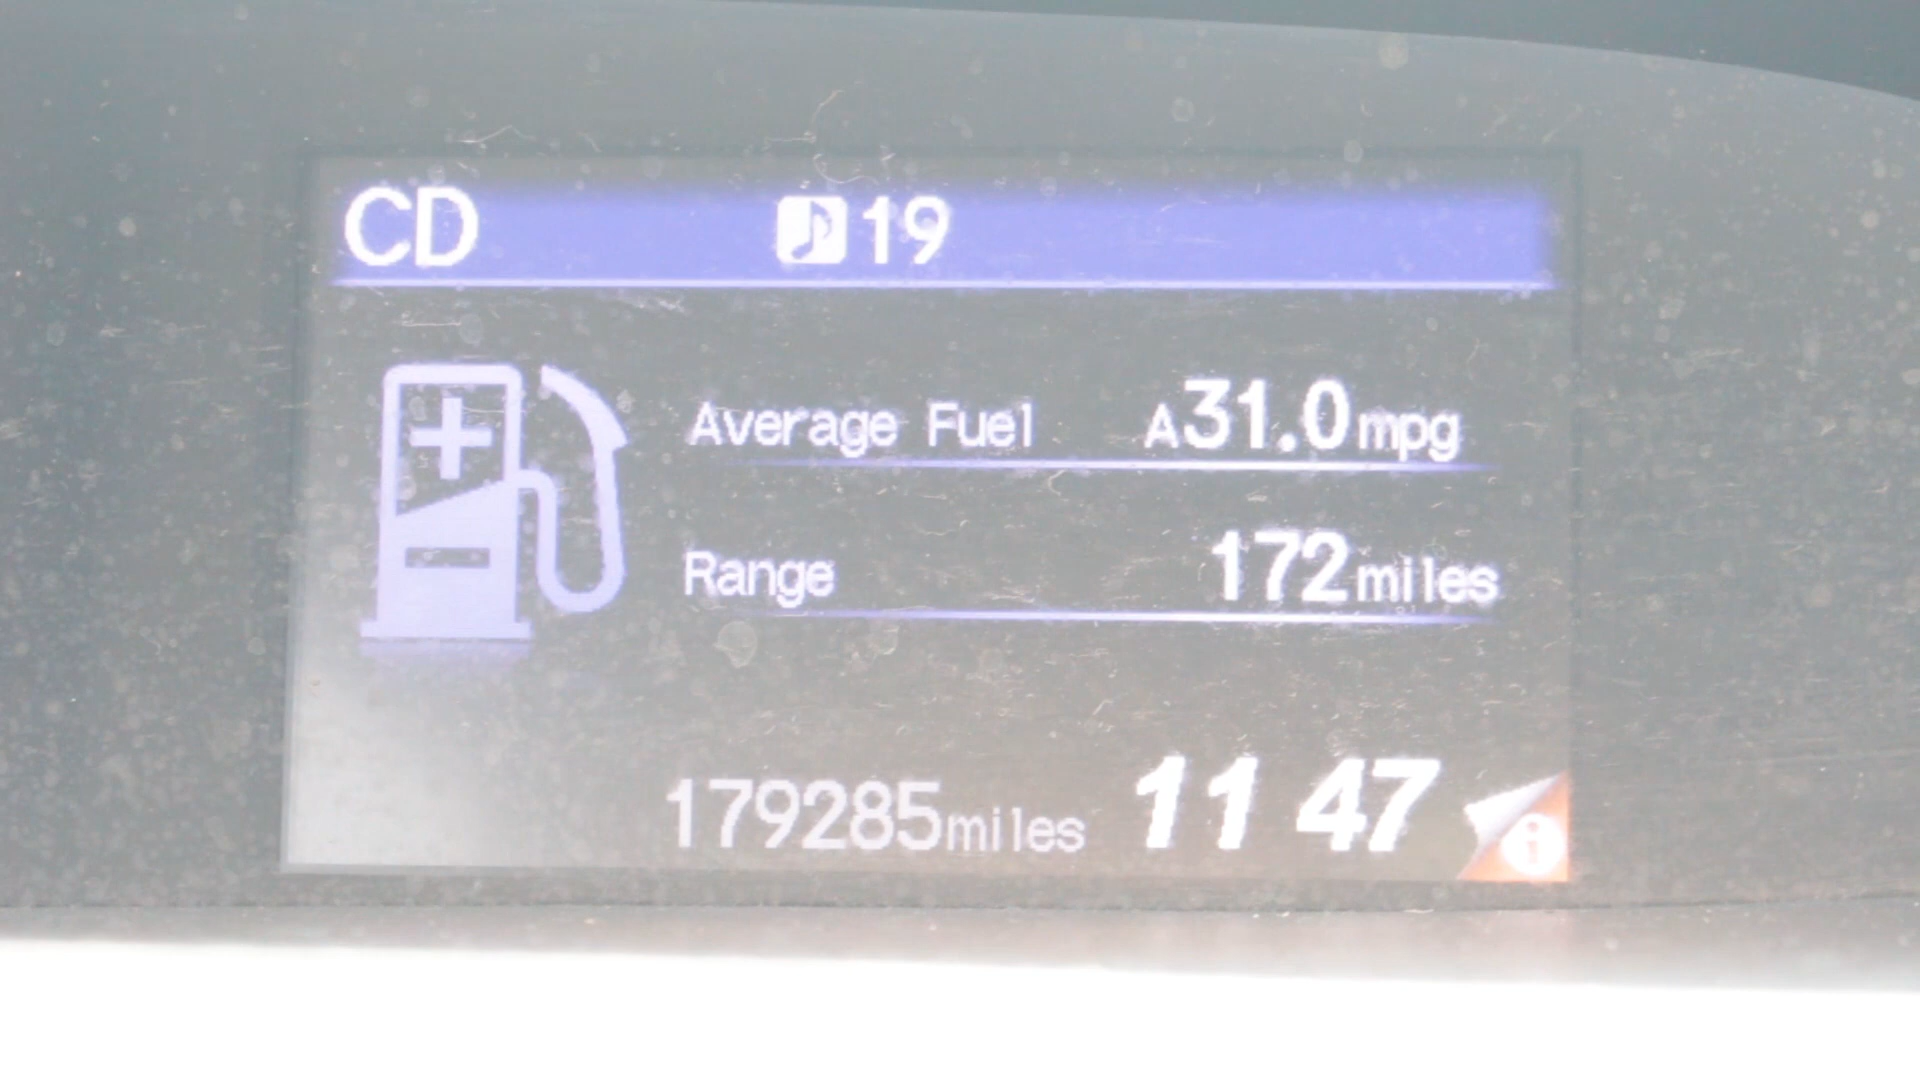 CD 19
Average Fuel A31.0mpg
Range 172miles
179285miles 11 47
i